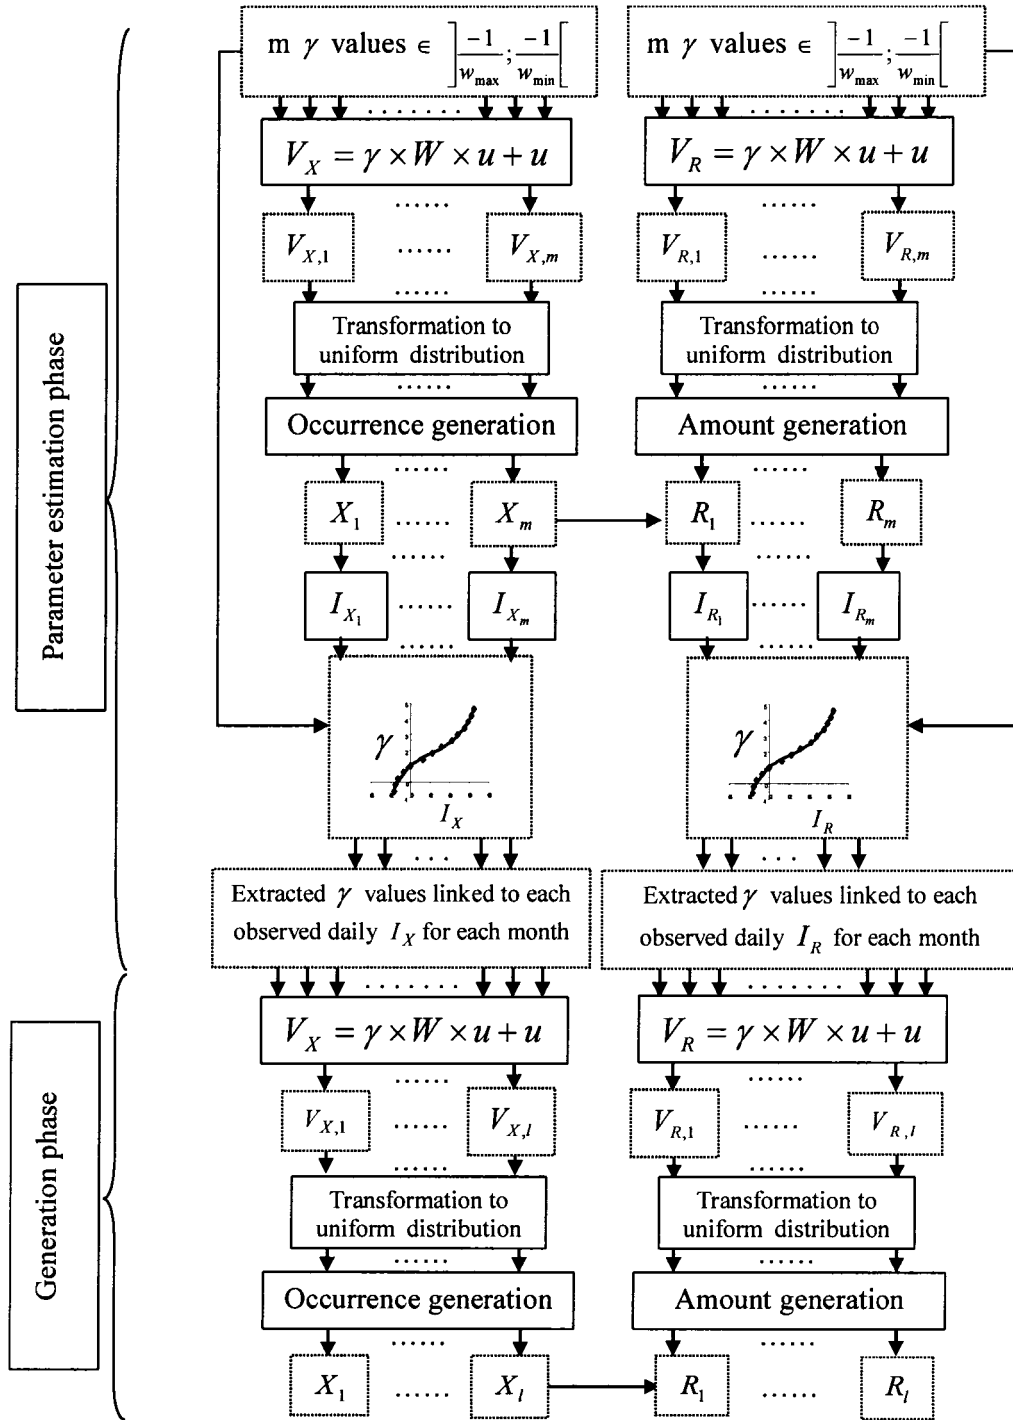 Parameter estimation phase
m γ values ∈ ]-1/w_max ; -1/w_min[
m γ values ∈ ]-1/w_max ; -1/w_min[
V_X = γ × W × u + u
V_R = γ × W × u + u
V_X,1 ...... V_X,m
V_R,1 ...... V_R,m
Transformation to
uniform distribution
Transformation to
uniform distribution
Occurrence generation
Amount generation
X_1 ...... X_m
R_1 ...... R_m
I_X_1 ...... I_X_m
I_R_1 ...... I_R_m
γ
I_X
γ
I_R
Extracted γ values linked to each
observed daily I_X for each month
Extracted γ values linked to each
observed daily I_R for each month
Generation phase
V_X = γ × W × u + u
V_R = γ × W × u + u
V_X,1 ...... V_X,l
V_R,1 ...... V_R,l
Transformation to
uniform distribution
Transformation to
uniform distribution
Occurrence generation
Amount generation
X_1 ...... X_l
R_1 ...... R_l